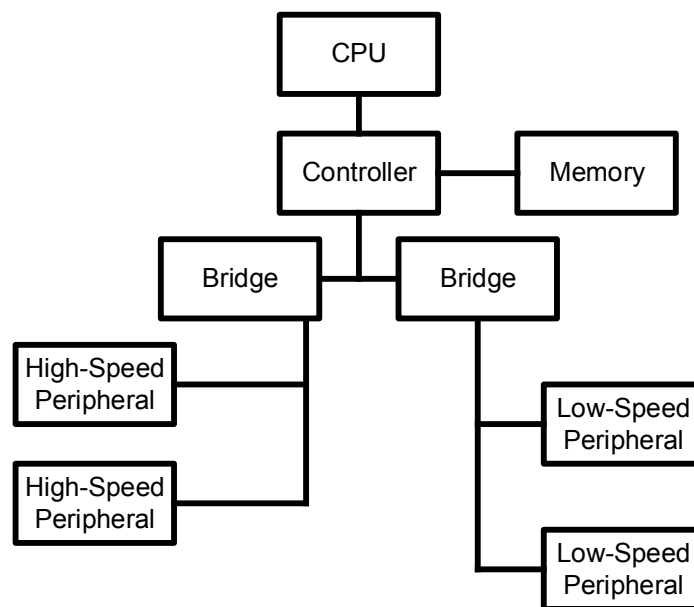 CPU
Controller
Memory
Bridge
Bridge
High-Speed
Peripheral
Low-Speed
Peripheral
High-Speed
Peripheral
Low-Speed
Peripheral